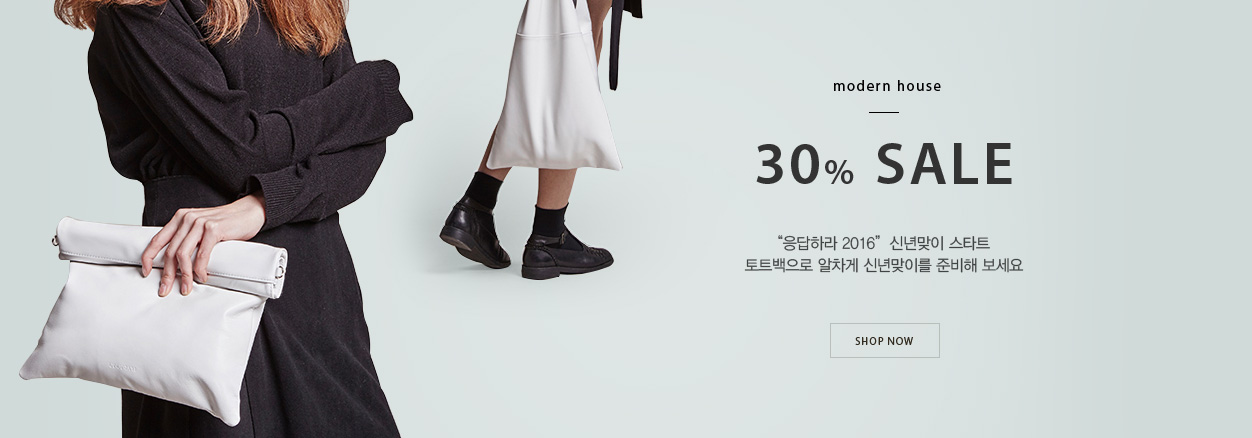 modern house
30% SALE
“응답하라 2016” 신년맞이 스타트
토트백으로 알차게 신년맞이를 준비해 보세요
SHOP NOW